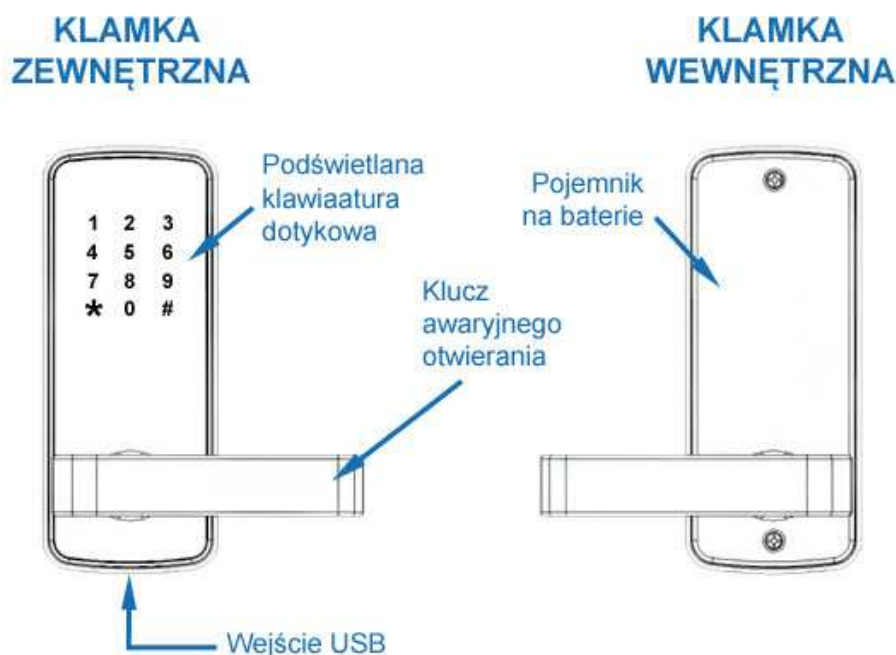 KLAMKA
ZEWNĘTRZNA
KLAMKA
WEWNĘTRZNA
Podświetlana
klawiaatura
dotykowa
1 2 3
4 5 6
7 8 9
* 0 #
Pojemnik
na baterie
Klucz
awaryjnego
otwierania
Wejście USB